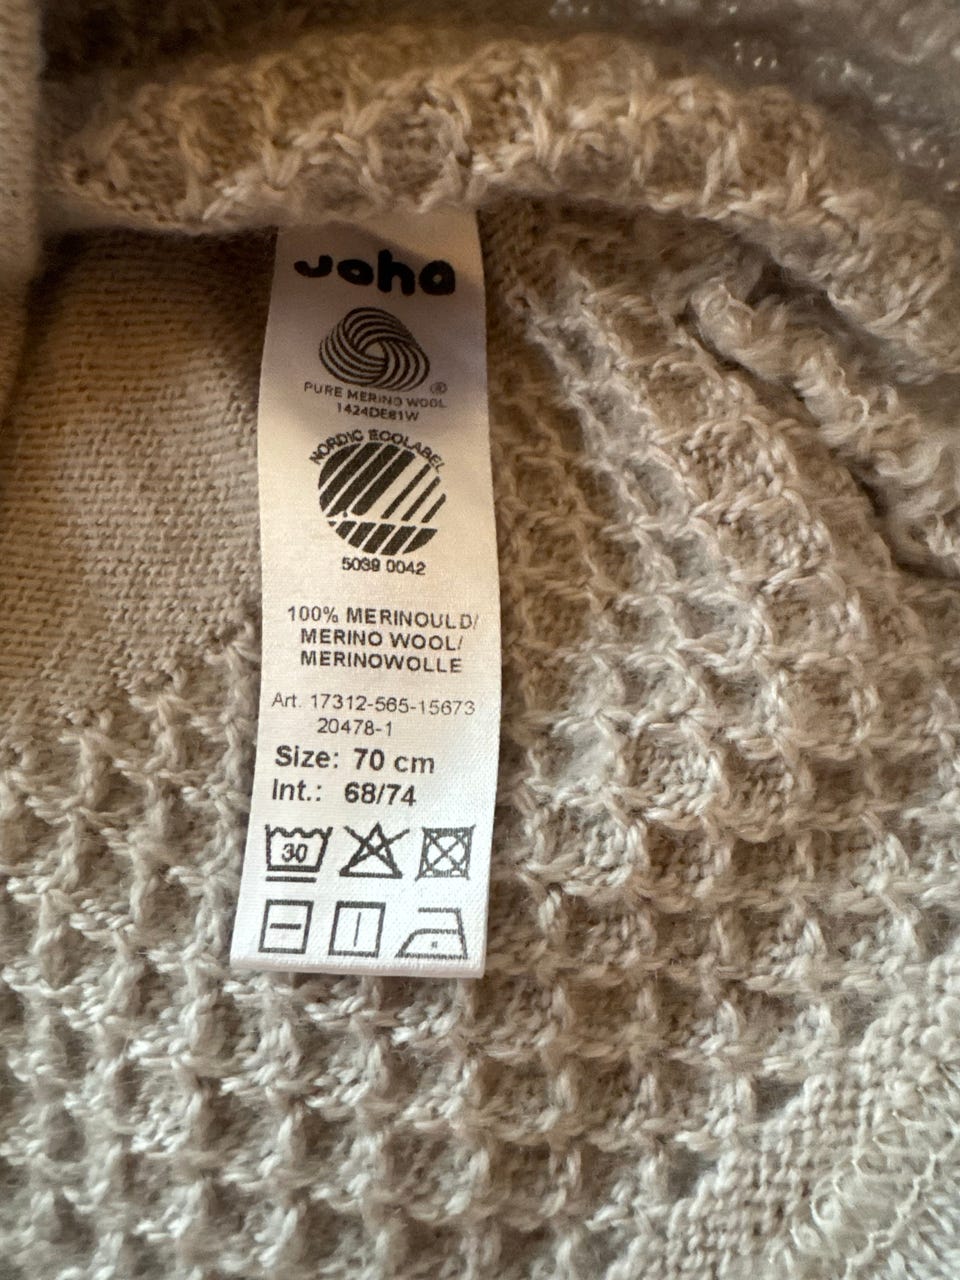 Joha
®
PURE MERINO WOOL
1424DE81W
NORDIC ECOLABEL
5039 0042
100% MERINOULD/
MERINO WOOL/
MERINOWOLLE
Art. 17312-565-15673
20478-1
Size: 70 cm
Int.: 68/74
30